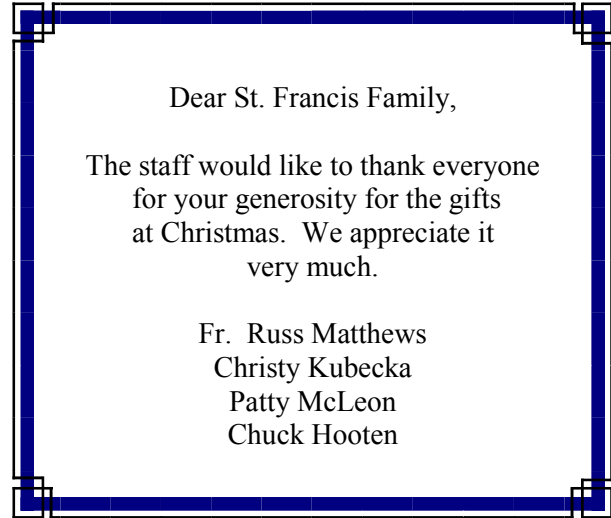 Dear St. Francis Family,
The staff would like to thank everyone
for your generosity for the gifts
at Christmas.  We appreciate it
very much.
Fr.  Russ Matthews
Christy Kubecka
Patty McLeon
Chuck Hooten